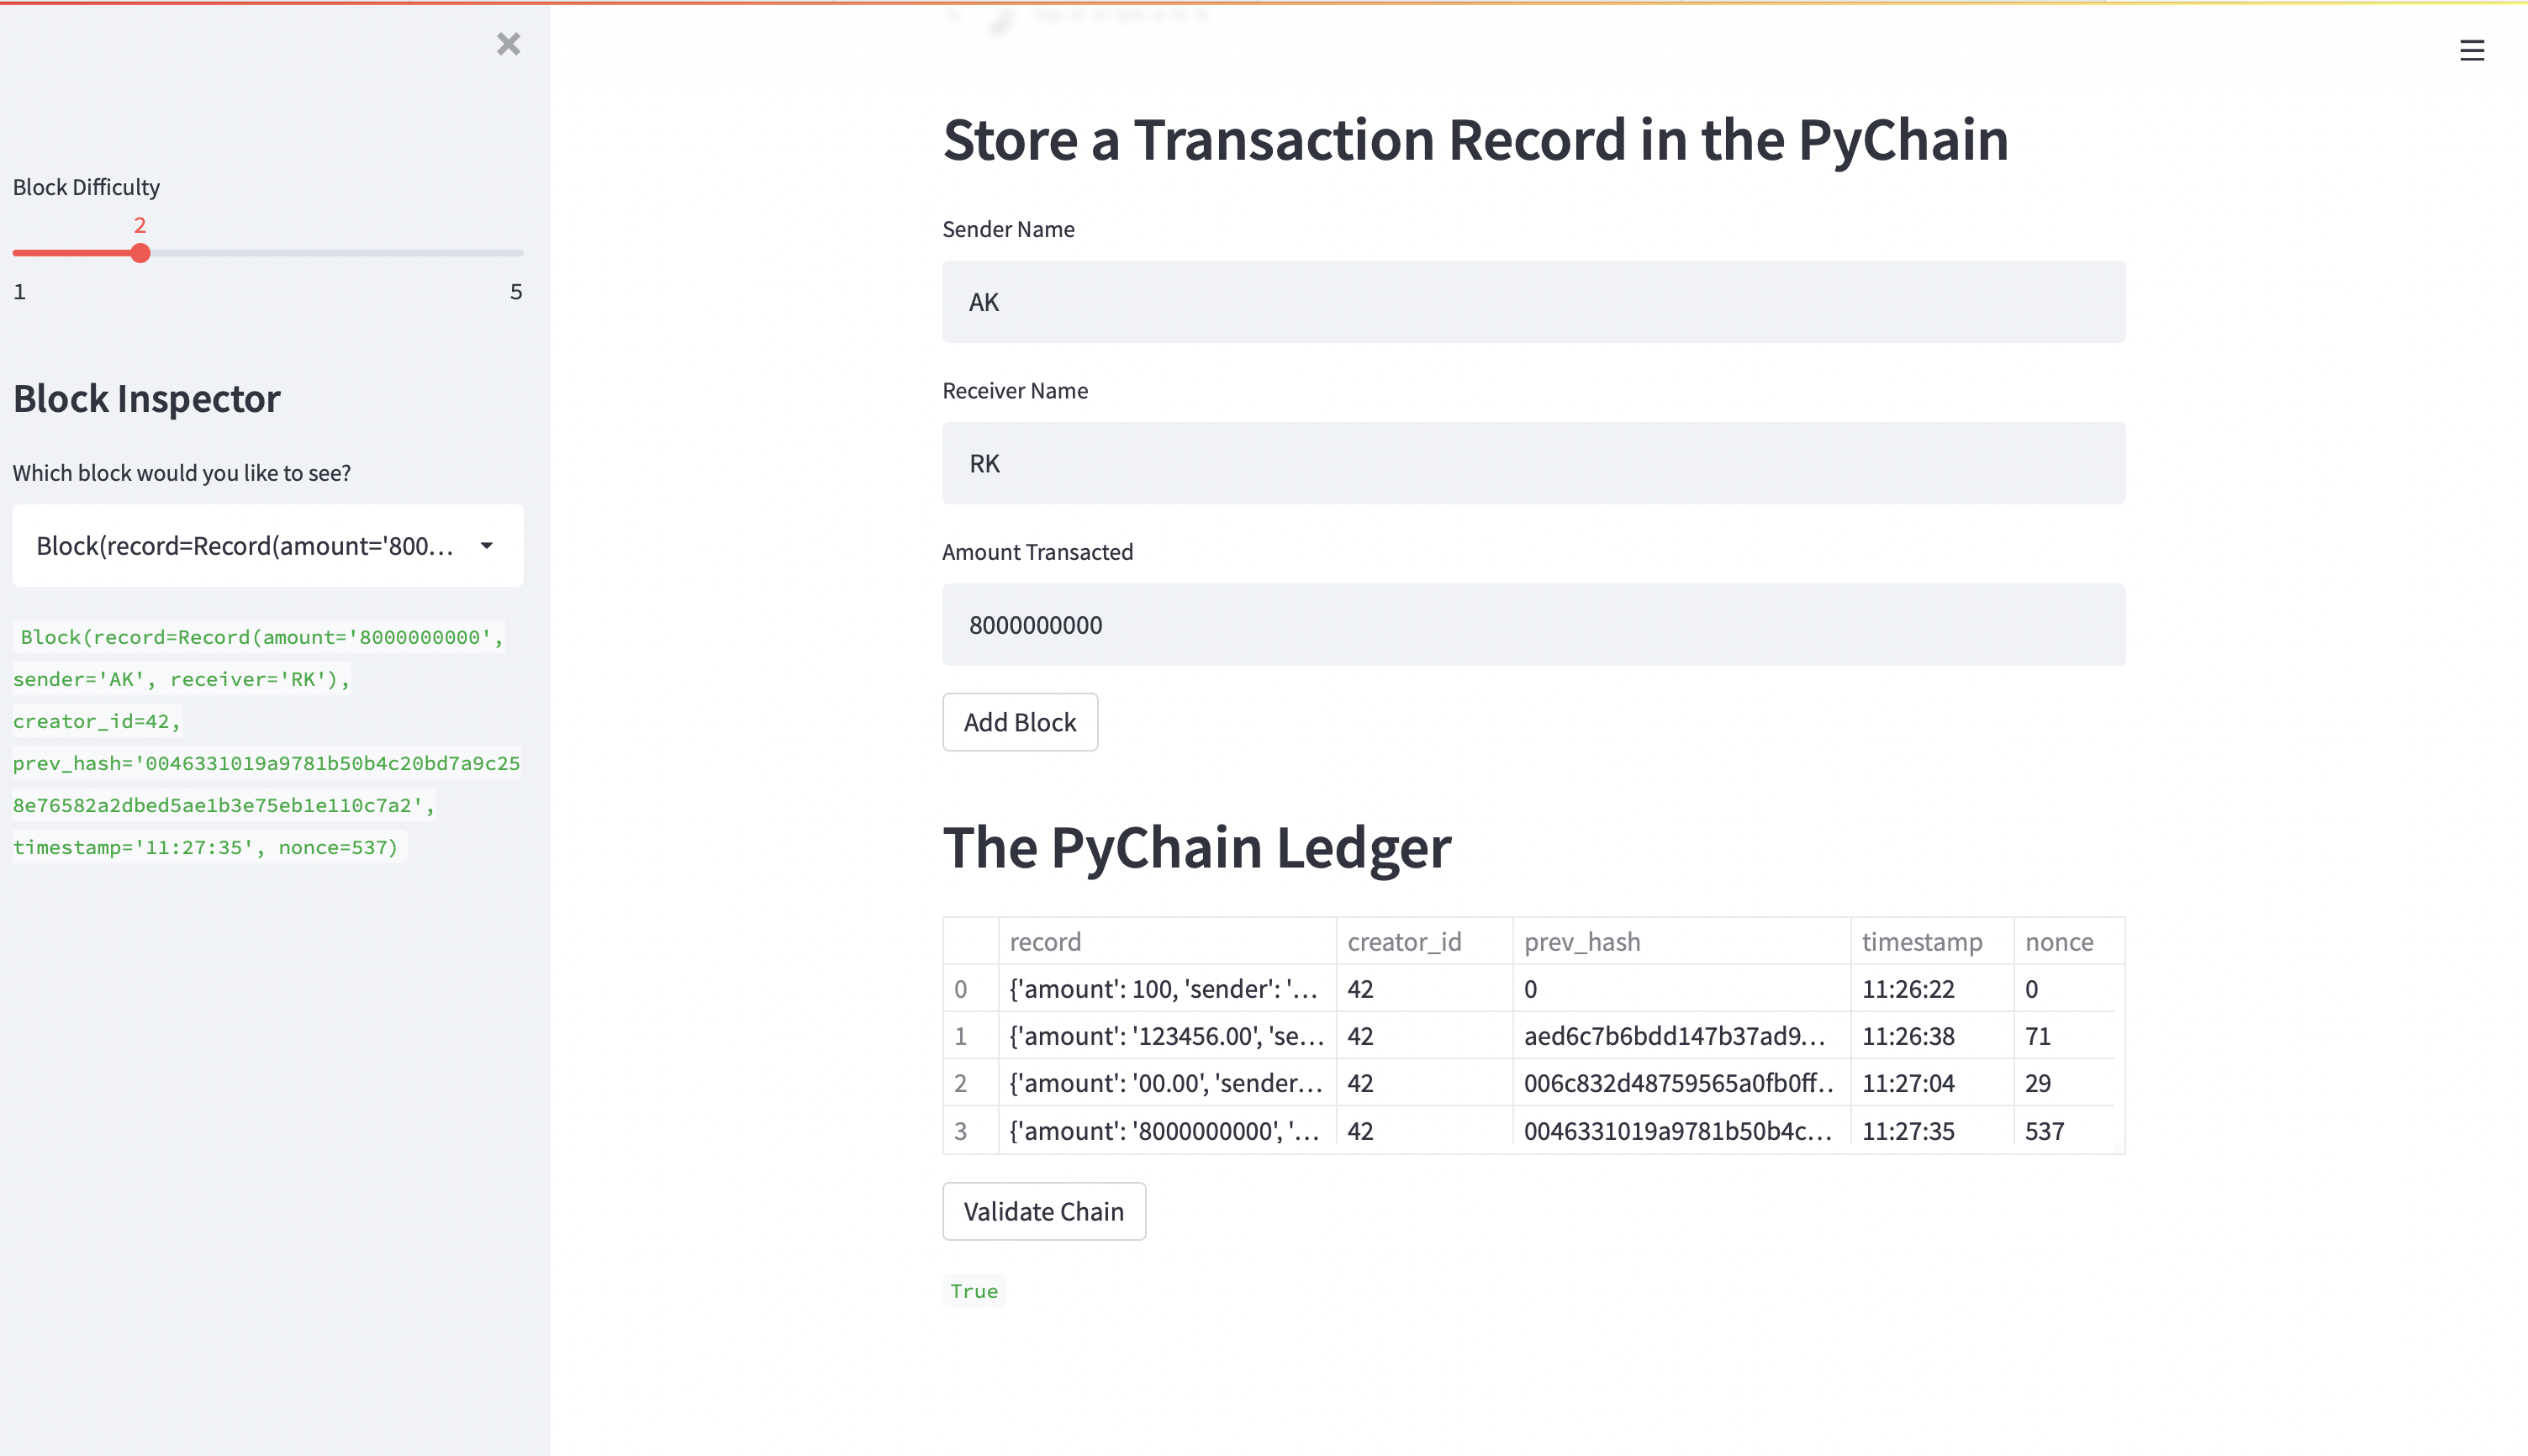 Block Difficulty
2
1 5
Block Inspector
Which block would you like to see?
Block(record=Record(amount='800...
Block(record=Record(amount='8000000000',
sender='AK', receiver='RK'),
creator_id=42,
prev_hash='0046331019a9781b50b4c20bd7a9c25
8e76582a2dbed5ae1b3e75eb1e110c7a2',
timestamp='11:27:35', nonce=537)
Store a Transaction Record in the PyChain
Sender Name
AK
Receiver Name
RK
Amount Transacted
8000000000
Add Block
The PyChain Ledger
record creator_id prev_hash timestamp nonce
0 {'amount': 100, 'sender': '... 42 0 11:26:22 0
1 {'amount': '123456.00', 'se... 42 aed6c7b6bdd147b37ad9... 11:26:38 71
2 {'amount': '00.00', 'sender... 42 006c832d48759565a0fb0ff.. 11:27:04 29
3 {'amount': '8000000000', '... 42 0046331019a9781b50b4c... 11:27:35 537
Validate Chain
True